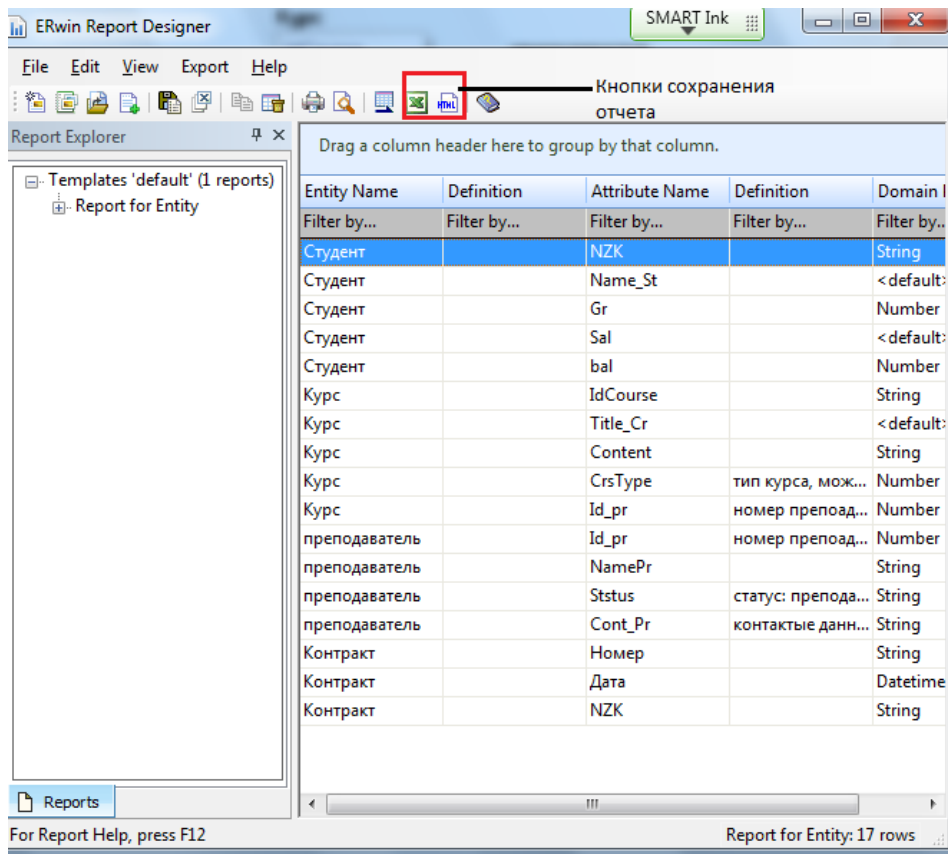 SMART Ink
ERwin Report Designer
File Edit View Export Help
HTML
Кнопки сохранения
отчета
Report Explorer
Templates 'default' (1 reports)
Report for Entity
Drag a column header here to group by that column.
Entity Name Definition Attribute Name Definition Domain
Filter by... Filter by... Filter by... Filter by... Filter by..
Студент NZK String
Студент Name_St <default>
Студент Gr Number
Студент Sal <default>
Студент bal Number
Курс IdCourse String
Курс Title_Cr <default>
Курс Content String
Курс CrsType тип курса, мож... Number
Курс Id_pr номер препоад... Number
преподаватель Id_pr номер препоад... Number
преподаватель NamePr String
преподаватель Ststus статус: препода... String
преподаватель Cont_Pr контактые данн... String
Контракт Номер String
Контракт Дата Datetime
Контракт NZK String
Reports
For Report Help, press F12 Report for Entity: 17 rows